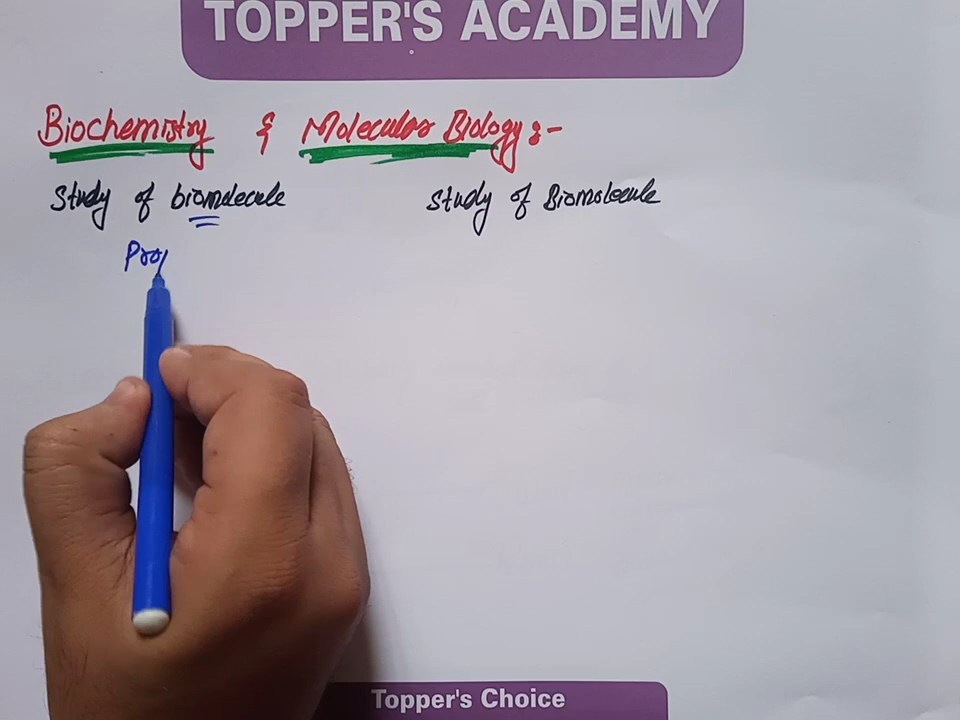 TOPPER'S ACADEMY
Biochemistry & Molecular Biology :-
Study of biomolecule
Study of Biomolecule
Pro
Topper's Choice